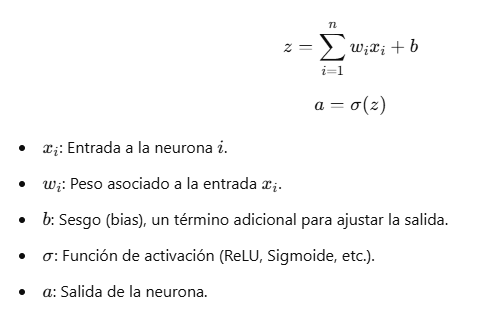 z = ∑_{i=1}^{n} w_i x_i + b
a = σ(z)
• x_i: Entrada a la neurona i.
• w_i: Peso asociado a la entrada x_i.
• b: Sesgo (bias), un término adicional para ajustar la salida.
• σ: Función de activación (ReLU, Sigmoide, etc.).
• a: Salida de la neurona.